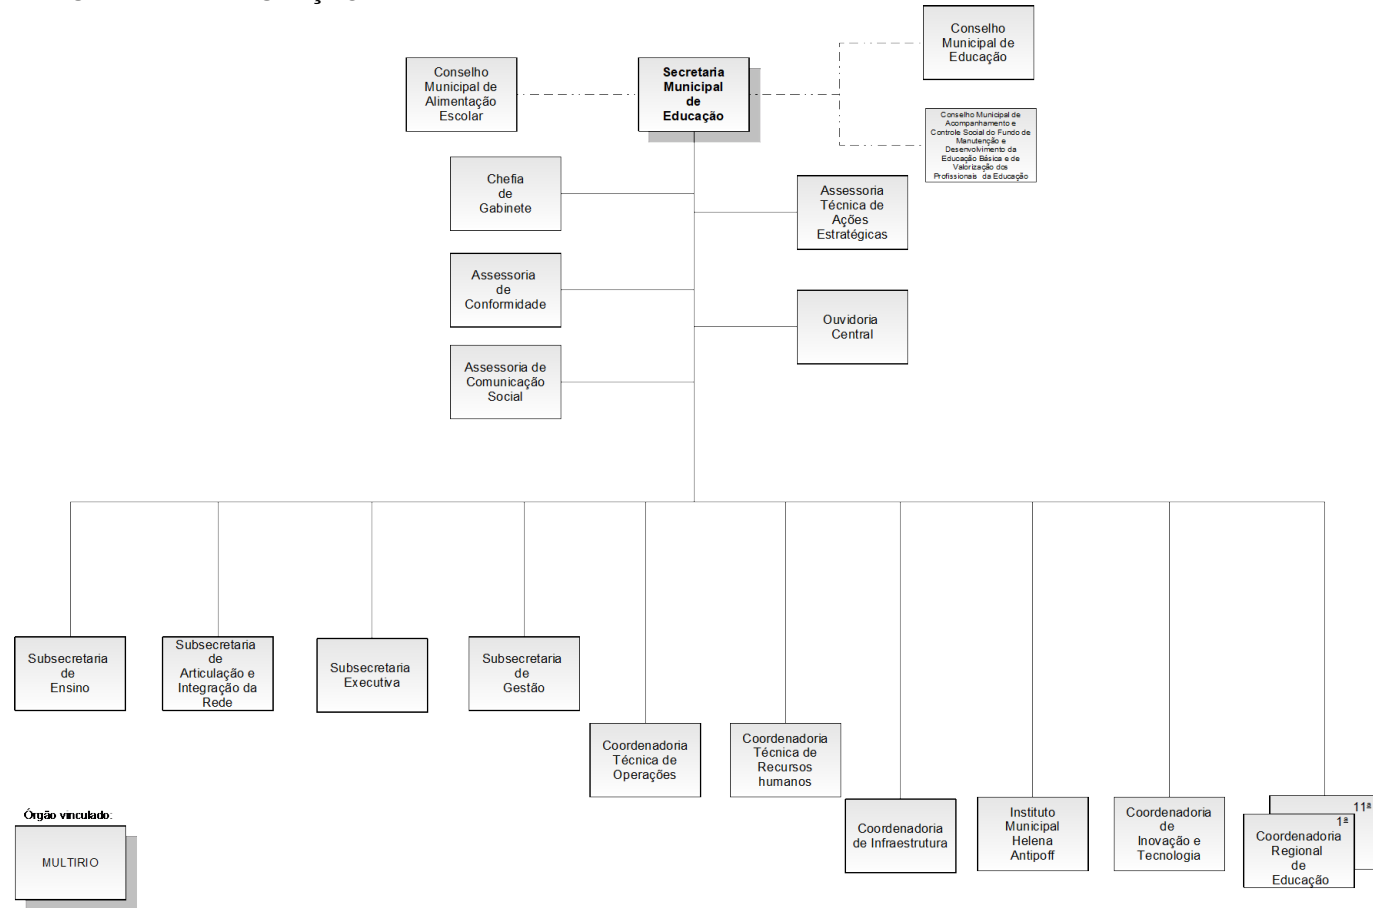 Conselho
Municipal de
Educação
Conselho
Municipal de
Alimentação
Escolar
Secretaria
Municipal
de
Educação
Conselho Municipal de
Acompanhamento e
Controle Social do Fundo de
Manutenção e
Desenvolvimento da
Educação Básica e de
Valorização dos
Profissionais da Educação
Chefia
de
Gabinete
Assessoria
Técnica de
Ações
Estratégicas
Assessoria
de
Conformidade
Ouvidoria
Central
Assessoria de
Comunicação
Social
Subsecretaria
de
Ensino
Subsecretaria
de
Articulação e
Integração da
Rede
Subsecretaria
Executiva
Subsecretaria
de
Gestão
Coordenadoria
Técnica de
Operações
Coordenadoria
Técnica de
Recursos
humanos
Coordenadoria
de Infraestrutura
Instituto
Municipal
Helena
Antipoff
Coordenadoria
de
Inovação e
Tecnologia
11ª
1ª
Coordenadoria
Regional
de
Educação
Órgão vinculado:
MULTIRIO